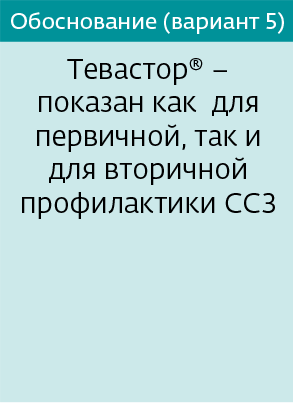 Обоснование (вариант 5)
Тевастор® –
показан как для
первичной, так и
для вторичной
профилактики ССЗ